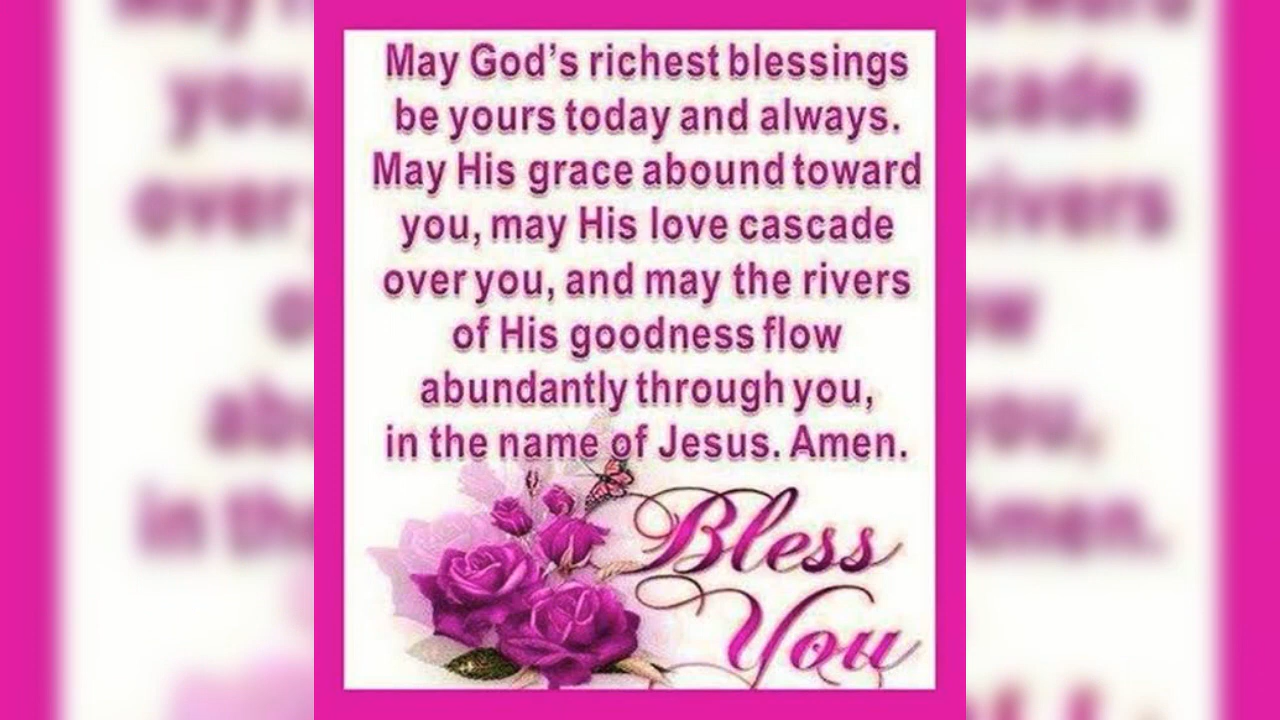 May God's richest blessings
be yours today and always.
May His grace abound toward
you, may His love cascade
over you, and may the rivers
of His goodness flow
abundantly through you,
in the name of Jesus. Amen.
Bless
You